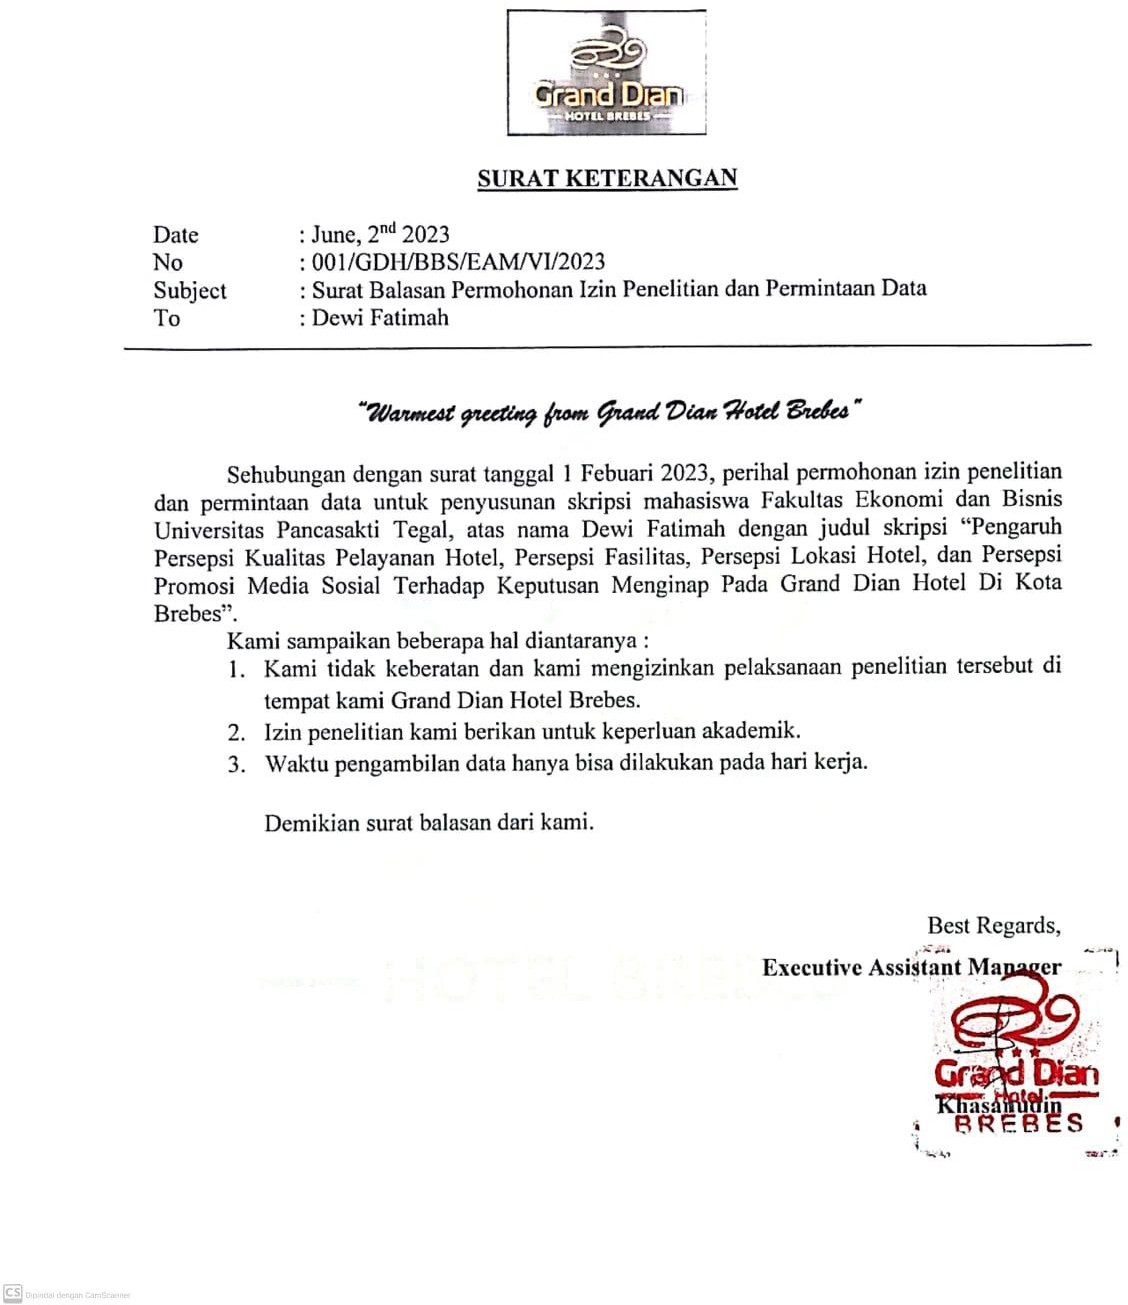 Grand Dian
HOTEL BREBES
SURAT KETERANGAN
Date : June, 2nd 2023
No : 001/GDH/BBS/EAM/VI/2023
Subject : Surat Balasan Permohonan Izin Penelitian dan Permintaan Data
To : Dewi Fatimah
"Warmest greeting from Grand Dian Hotel Brebes"
Sehubungan dengan surat tanggal 1 Febuari 2023, perihal permohonan izin penelitian
dan permintaan data untuk penyusunan skripsi mahasiswa Fakultas Ekonomi dan Bisnis
Universitas Pancasakti Tegal, atas nama Dewi Fatimah dengan judul skripsi “Pengaruh
Persepsi Kualitas Pelayanan Hotel, Persepsi Fasilitas, Persepsi Lokasi Hotel, dan Persepsi
Promosi Media Sosial Terhadap Keputusan Menginap Pada Grand Dian Hotel Di Kota
Brebes”.
Kami sampaikan beberapa hal diantaranya :
1. Kami tidak keberatan dan kami mengizinkan pelaksanaan penelitian tersebut di
tempat kami Grand Dian Hotel Brebes.
2. Izin penelitian kami berikan untuk keperluan akademik.
3. Waktu pengambilan data hanya bisa dilakukan pada hari kerja.
Demikian surat balasan dari kami.
Best Regards,
HOTEL BREBES
Executive Assistant Manager
Grand Dian
Hotel
Khasanudin
BREBES
CS Dipindai dengan CamScanner